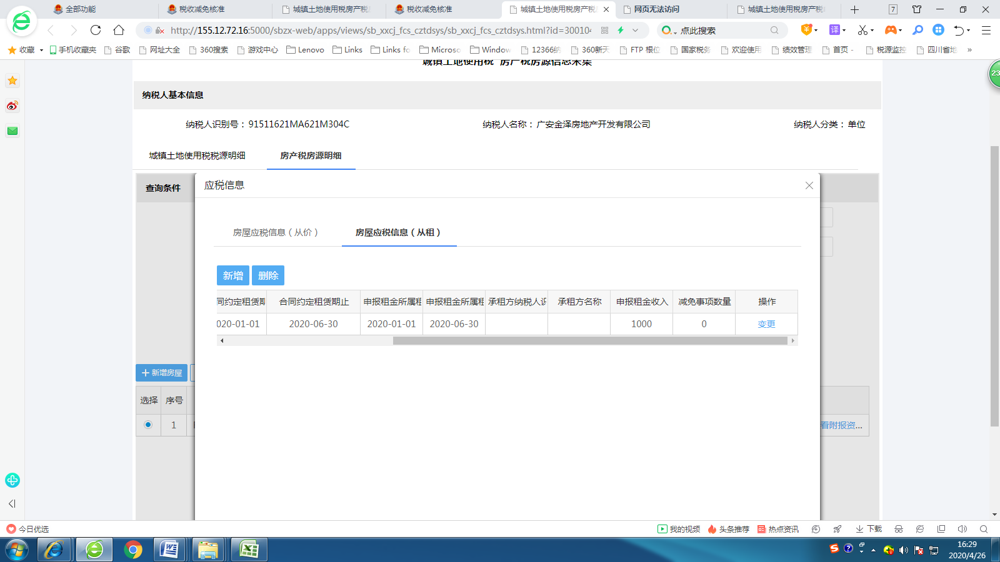 全部功能
税收减免核准
城镇土地使用税房产税
税收减免核准
城镇土地使用税房产税
网页无法访问
城镇土地使用税房产税
7
http://155.12.72.16:5000/sbzx-web/apps/views/sb_xxcj_fcs_cztdsys/sb_xxcj_fcs_cztdsys.html?id=30010
点此搜索
译
收藏
手机收藏夹
谷歌
网址大全
360搜索
游戏中心
Lenovo
Links
Links fo
Microso
Window
12366纳
360新天
FTP 根位
国家税务
欢迎使用
绩效管理
首页 -
税源监控
四川省地
»
23
城镇土地使用税 房产税房源信息采集
纳税人基本信息
纳税人识别号：91511621MA621M304C
纳税人名称：广安金泽房地产开发有限公司
纳税人分类：单位
城镇土地使用税税源明细
房产税房源明细
查询条件
应税信息
房屋应税信息（从价）
房屋应税信息（从租）
新增
删除
同约定租赁期
合同约定租赁期止
申报租金所属租
申报租金所属租
承租方纳税人识
承租方名称
申报租金收入
减免事项数量
操作
020-01-01
2020-06-30
2020-01-01
2020-06-30
1000
0
变更
新增房屋
选择
序号
1
看附报资...
今日优选
我的视频
头条推荐
热点资讯
下载
16:29
2020/4/26